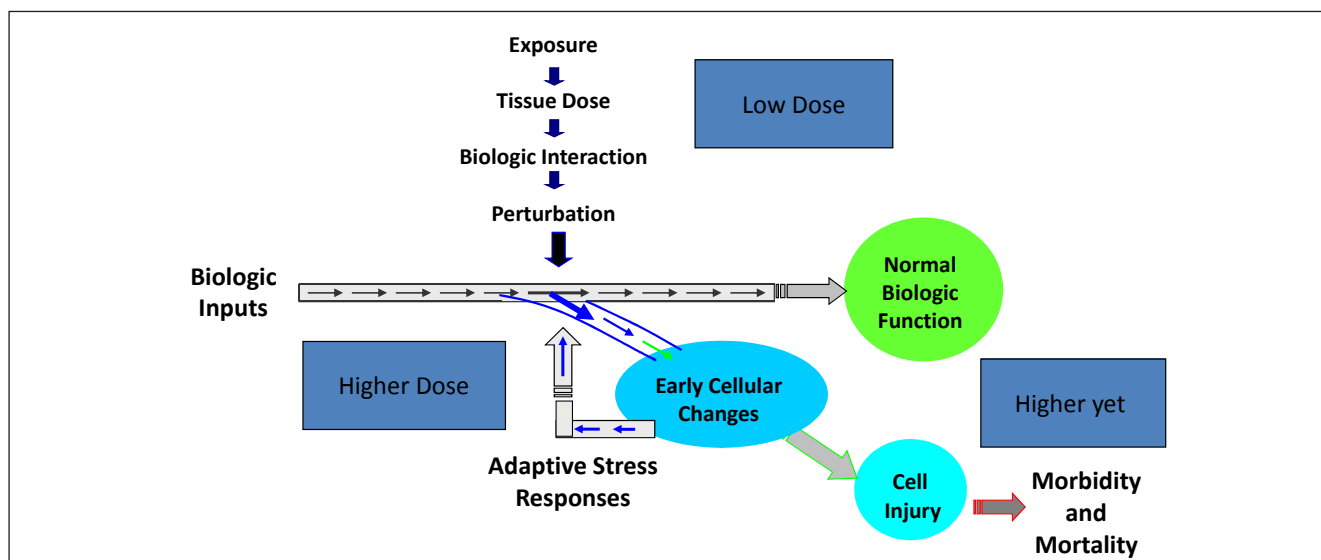 Exposure
Tissue Dose
Low Dose
Biologic Interaction
Perturbation
Biologic
Inputs
Normal
Biologic
Function
Higher Dose
Early Cellular
Changes
Higher yet
Adaptive Stress
Responses
Cell
Injury
Morbidity
and
Mortality